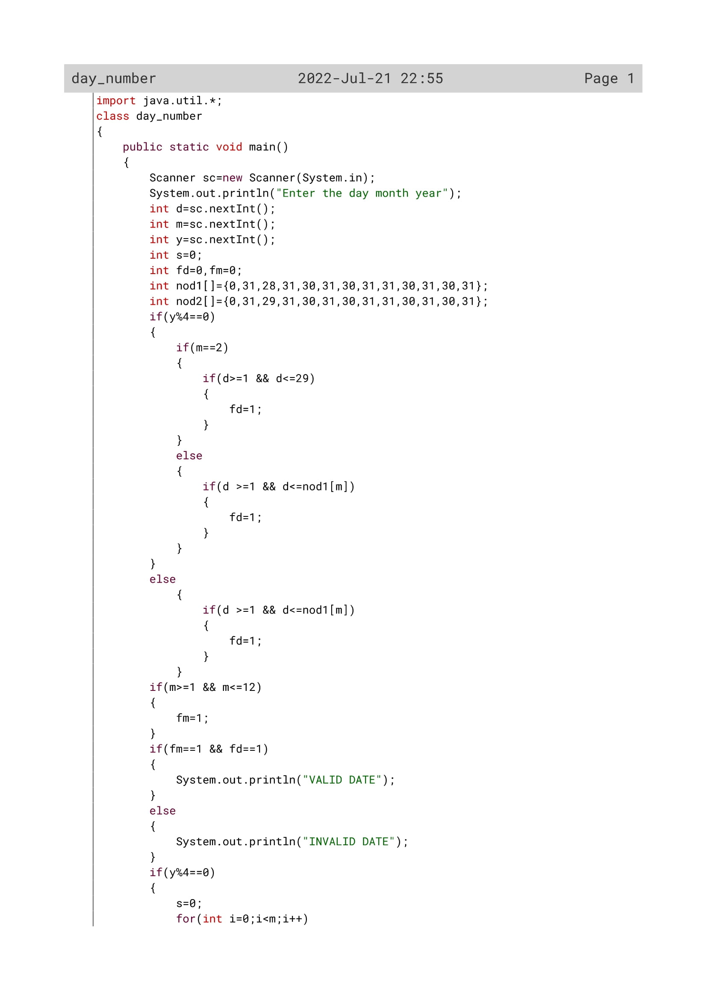 day_number 2022-Jul-21 22:55 Page 1
import java.util.*;
class day_number
{
    public static void main()
    {
        Scanner sc=new Scanner(System.in);
        System.out.println("Enter the day month year");
        int d=sc.nextInt();
        int m=sc.nextInt();
        int y=sc.nextInt();
        int s=0;
        int fd=0,fm=0;
        int nod1[]={0,31,28,31,30,31,30,31,31,30,31,30,31};
        int nod2[]={0,31,29,31,30,31,30,31,31,30,31,30,31};
        if(y%4==0)
        {
            if(m==2)
            {
                if(d>=1 && d<=29)
                {
                    fd=1;
                }
            }
            else
            {
                if(d >=1 && d<=nod1[m])
                {
                    fd=1;
                }
            }
        }
        else
            {
                if(d >=1 && d<=nod1[m])
                {
                    fd=1;
                }
            }
        if(m>=1 && m<=12)
        {
            fm=1;
        }
        if(fm==1 && fd==1)
        {
            System.out.println("VALID DATE");
        }
        else
        {
            System.out.println("INVALID DATE");
        }
        if(y%4==0)
        {
            s=0;
            for(int i=0;i<m;i++)